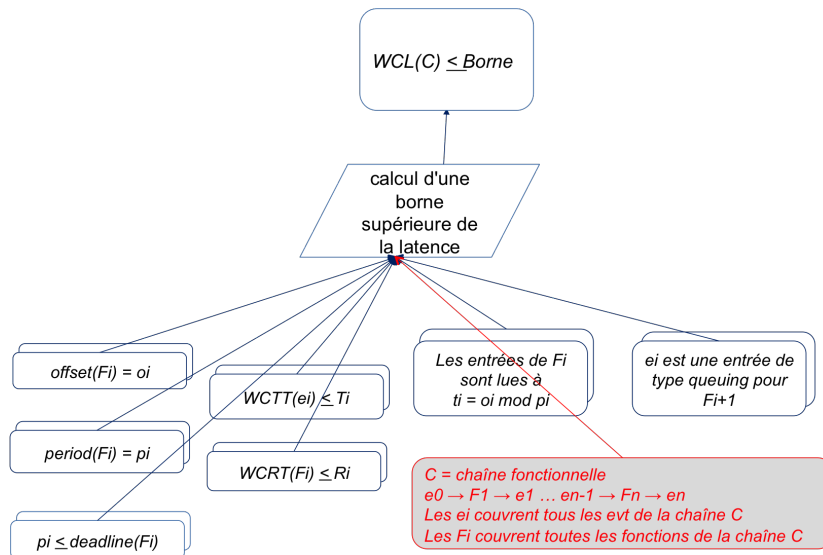 WCL(C) < Borne
calcul d'une
borne
supérieure de
la latence
offset(Fi) = oi
WCTT(ei) < Ti
Les entrées de Fi
sont lues à
ti = oi mod pi
ei est une entrée de
type queuing pour
Fi+1
period(Fi) = pi
WCRT(Fi) < Ri
pi < deadline(Fi)
C = chaîne fonctionnelle
e0 → F1 → e1 … en-1 → Fn → en
Les ei couvrent tous les evt de la chaîne C
Les Fi couvrent toutes les fonctions de la chaîne C